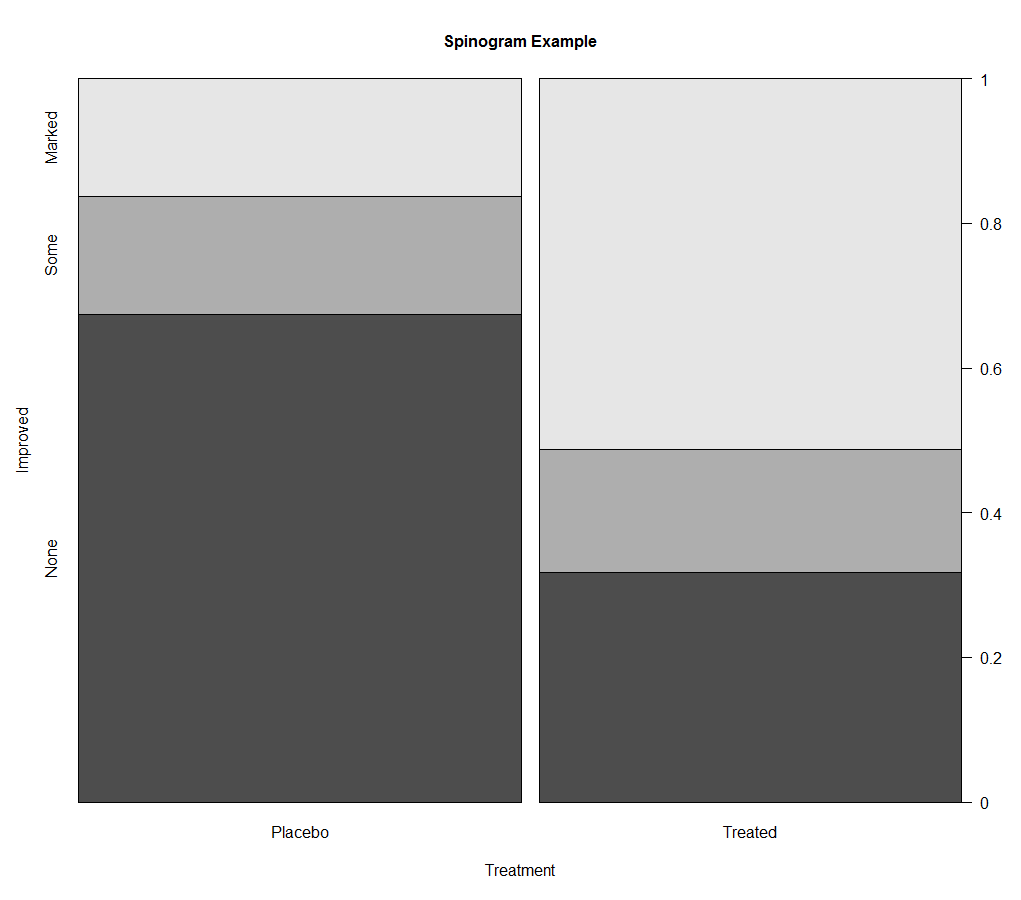 Spinogram Example
Improved
Marked
Some
None
1
0.8
0.6
0.4
0.2
0
Placebo
Treated
Treatment